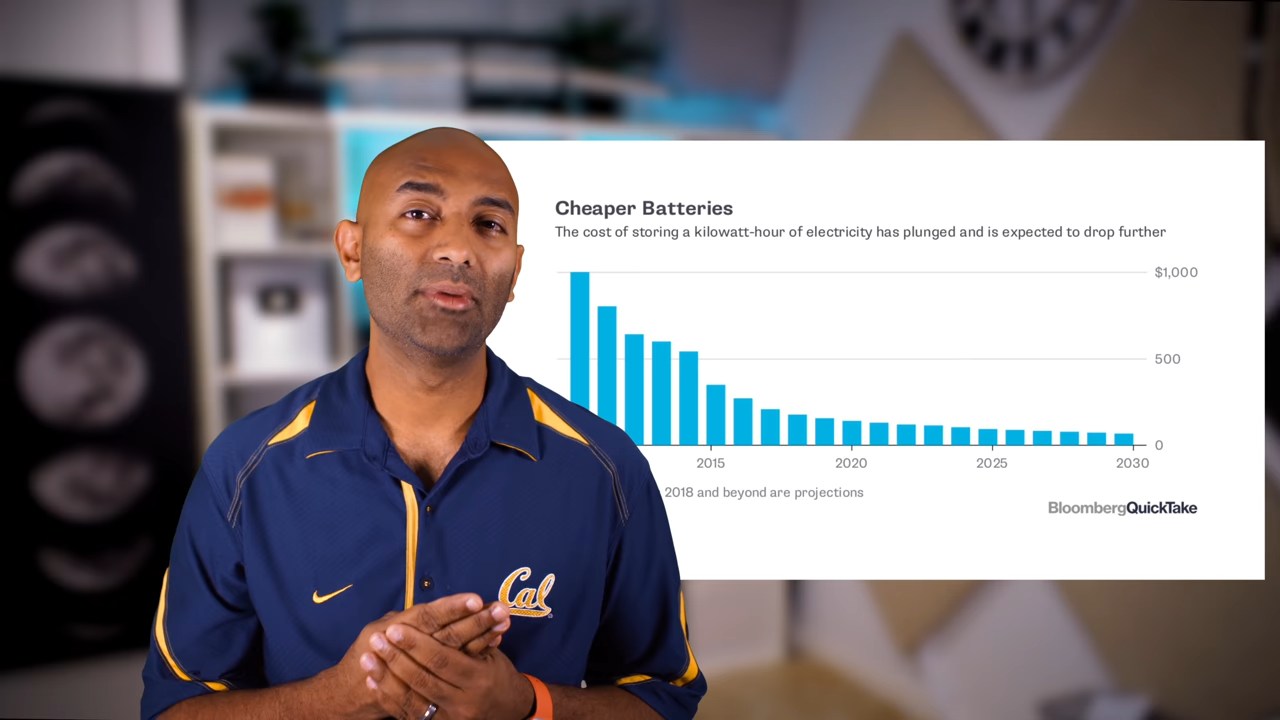 Cheaper Batteries
The cost of storing a kilowatt-hour of electricity has plunged and is expected to drop further
$1,000
500
0
2015
2020
2025
2030
2018 and beyond are projections
BloombergQuickTake
Cal